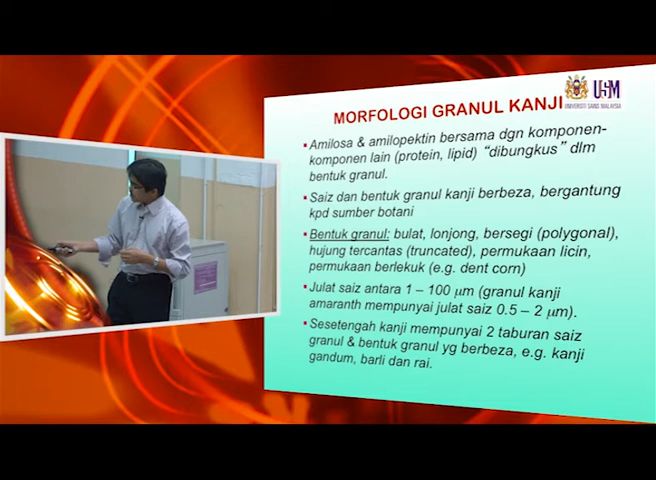 USM
UNIVERSITI SAINS MALAYSIA
MORFOLOGI GRANUL KANJI
Amilosa & amilopektin bersama dgn komponen-
komponen lain (protein, lipid) “dibungkus” dlm
bentuk granul.
Saiz dan bentuk granul kanji berbeza, bergantung
kpd sumber botani
Bentuk granul: bulat, lonjong, bersegi (polygonal),
hujung tercantas (truncated), permukaan licin,
permukaan berlekuk (e.g. dent corn)
Julat saiz antara 1 – 100 μm (granul kanji
amaranth mempunyai julat saiz 0.5 – 2 μm).
Sesetengah kanji mempunyai 2 taburan saiz
granul & bentuk granul yg berbeza, e.g. kanji
gandum, barli dan rai.